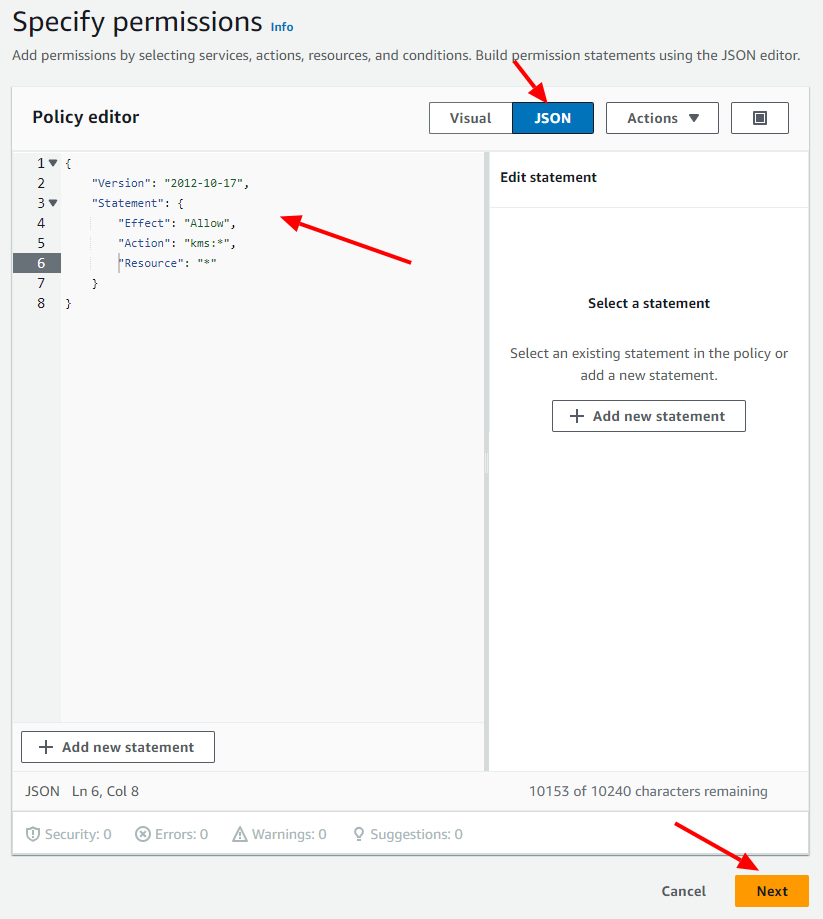 Specify permissions Info
Add permissions by selecting services, actions, resources, and conditions. Build permission statements using the JSON editor.
Policy editor
Visual
JSON
Actions
1
{
2
"Version": "2012-10-17",
3
"Statement": {
4
"Effect": "Allow",
5
"Action": "kms:*",
6
"Resource": "*"
7
}
8
}
Edit statement
Select a statement
Select an existing statement in the policy or
add a new statement.
Add new statement
Add new statement
JSON Ln 6, Col 8
10153 of 10240 characters remaining
Security: 0
Errors: 0
Warnings: 0
Suggestions: 0
Cancel
Next